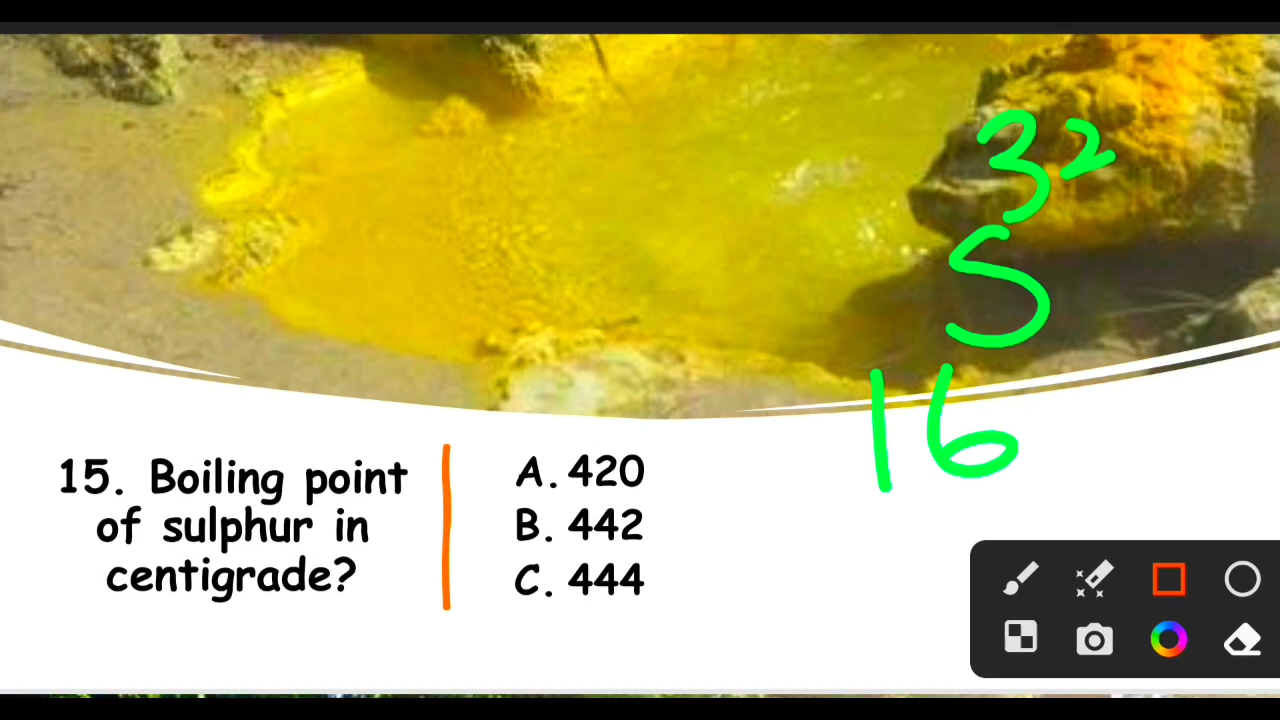 32
S
16
15. Boiling point
of sulphur in
centigrade?
A. 420
B. 442
C. 444